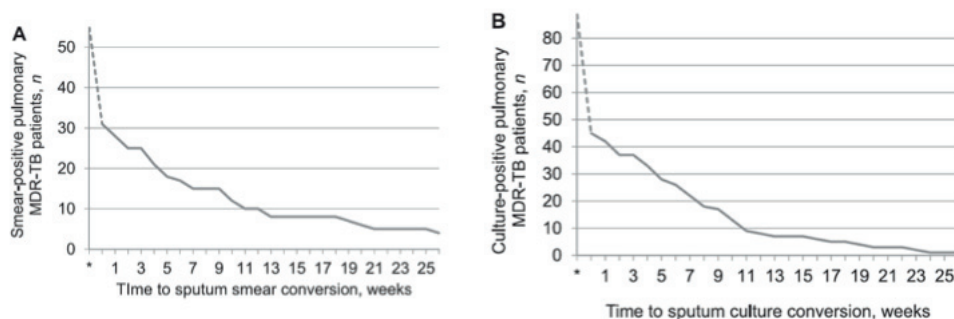 A
Smear-positive pulmonary
MDR-TB patients, n
50
40
30
20
10
0
* 1 3 5 7 9 11 13 15 17 19 21 23 25
TIme to sputum smear conversion, weeks
B
Culture-positive pulmonary
MDR-TB patients, n
80
70
60
50
40
30
20
10
0
* 1 3 5 7 9 11 13 15 17 19 21 23 25
Time to sputum culture conversion, weeks